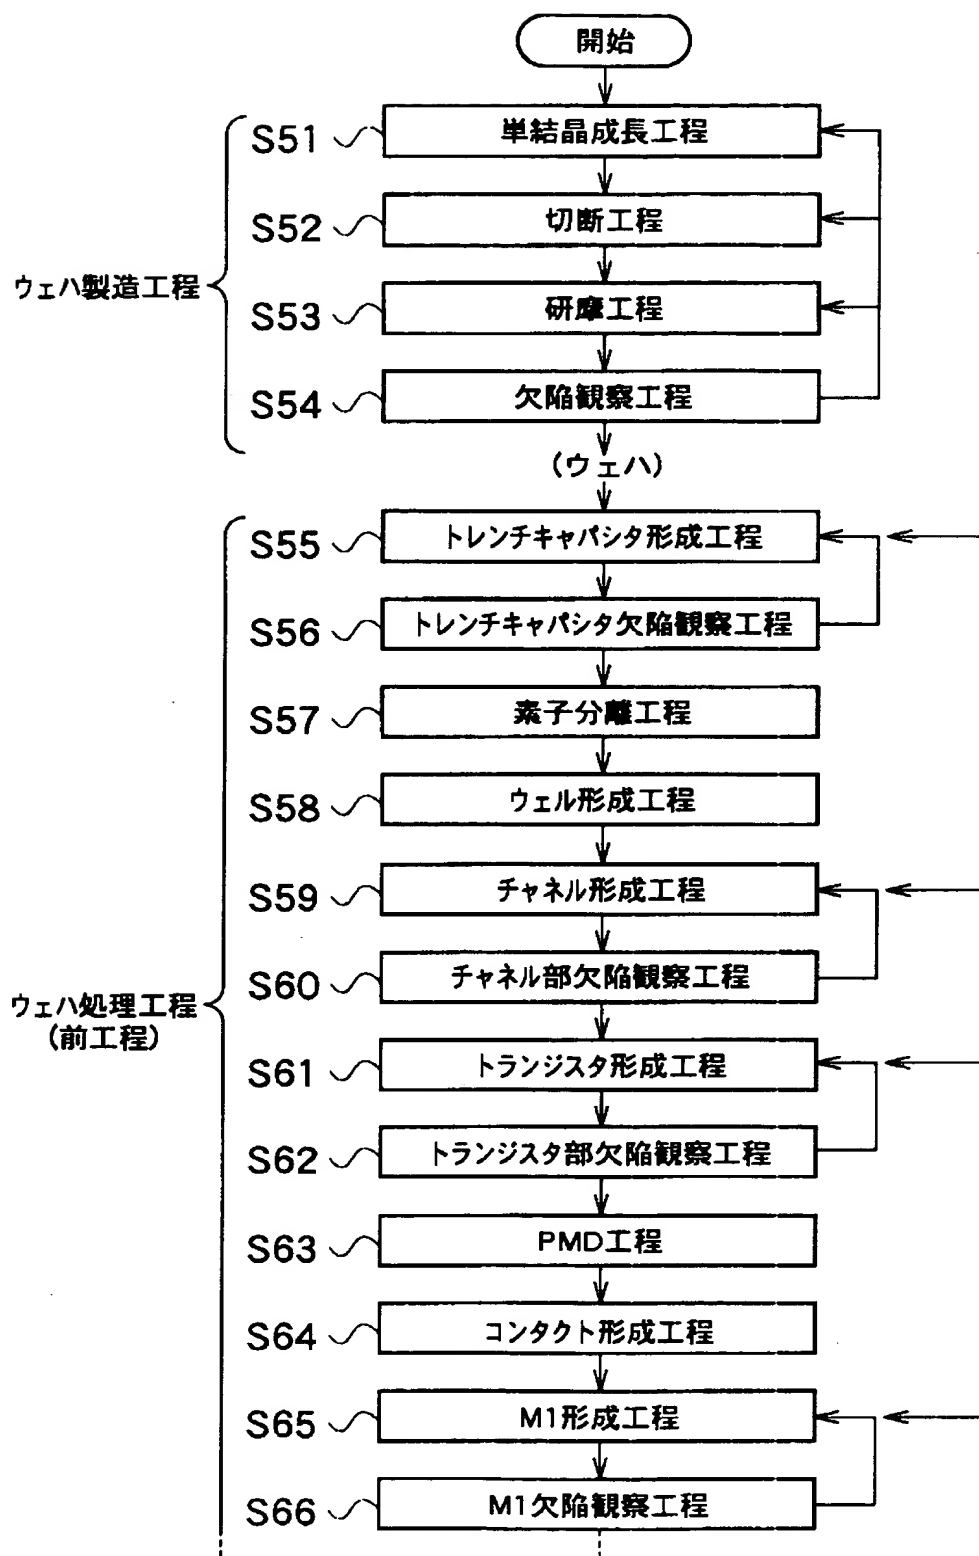 開始
ウェハ製造工程
S51 単結晶成長工程
S52 切断工程
S53 研摩工程
S54 欠陥観察工程
(ウェハ)
ウェハ処理工程
(前工程)
S55 トレンチキャパシタ形成工程
S56 トレンチキャパシタ欠陥観察工程
S57 素子分離工程
S58 ウェル形成工程
S59 チャネル形成工程
S60 チャネル部欠陥観察工程
S61 トランジスタ形成工程
S62 トランジスタ部欠陥観察工程
S63 PMD工程
S64 コンタクト形成工程
S65 M1形成工程
S66 M1欠陥観察工程